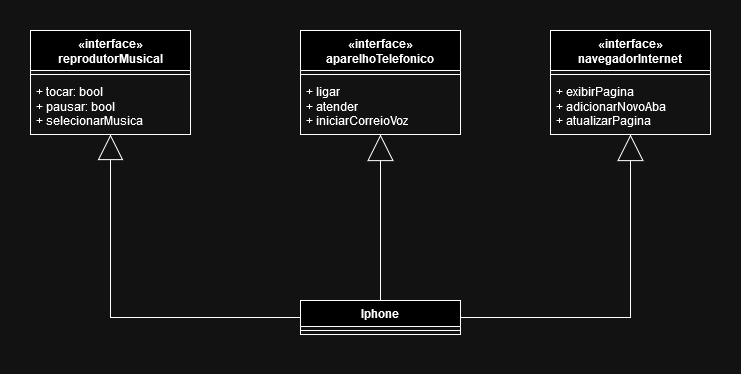 «interface»
reprodutorMusical
+ tocar: bool
+ pausar: bool
+ selecionarMusica
«interface»
aparelhoTelefonico
+ ligar
+ atender
+ iniciarCorreioVoz
«interface»
navegadorInternet
+ exibirPagina
+ adicionarNovoAba
+ atualizarPagina
Iphone